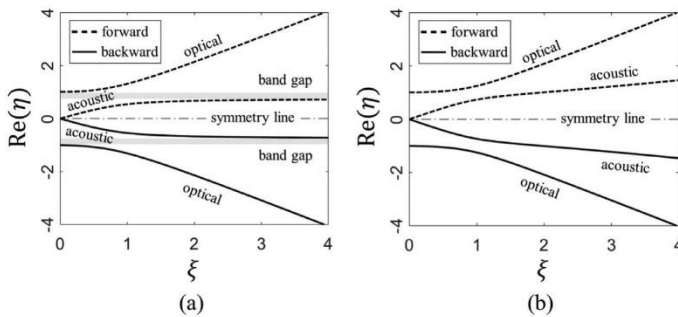 forward
backward
optical
band gap
acoustic
symmetry line
acoustic
band gap
optical
Re(η)
4
2
0
-2
-4
0
1
2
3
4
ξ
(a)
forward
backward
optical
acoustic
symmetry line
acoustic
optical
Re(η)
4
2
0
-2
-4
0
1
2
3
4
ξ
(b)